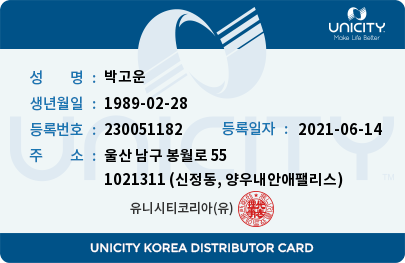 UNICITY
Make Life Better
성 명 : 박고운
생년월일 : 1989-02-28
등록번호 : 230051182 등록일자 : 2021-06-14
주 소 : 울산 남구 봉월로 55
1021311 (신정동, 양우내안애팰리스)
유니시티코리아(유)
UNICITY
UNICITY KOREA DISTRIBUTOR CARD